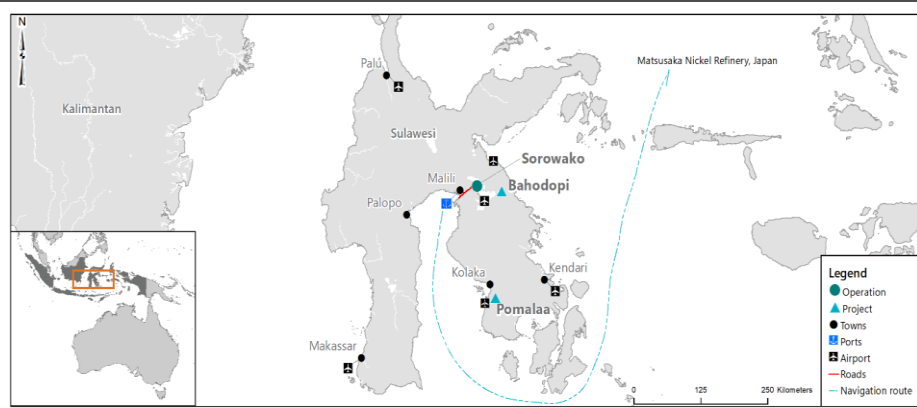 N
Matsusaka Nickel Refinery, Japan
Palú
Kalimantan
Sulawesi
Sorowako
Malili
Bahodopi
Palopo
Kolaka
Kendari
Pomalaa
Makassar
Legend
Operation
Project
Towns
Ports
Airport
Roads
Navigation route
0 125 250 Kilometers